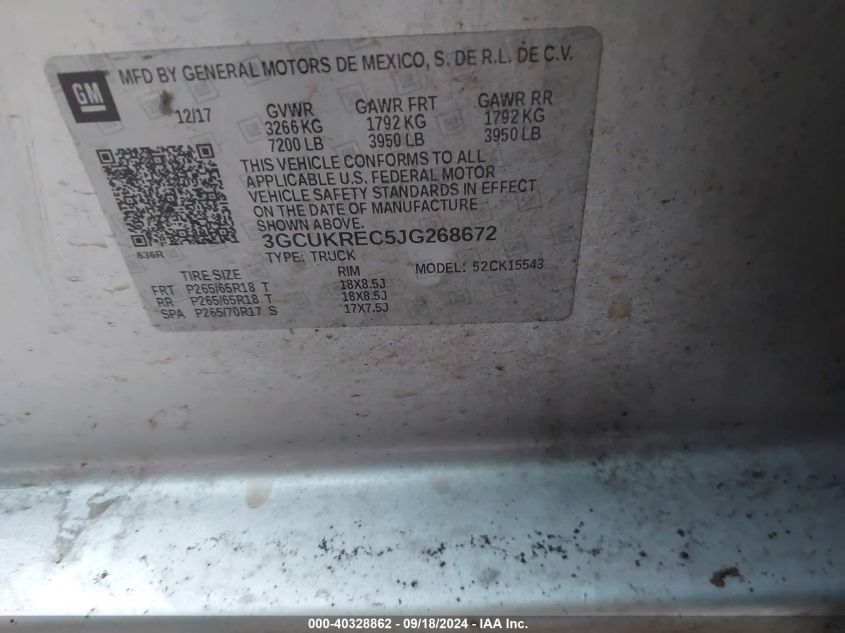 GM
MFD BY GENERAL MOTORS DE MEXICO, S. DE R.L. DE C.V.
12/17 GVWR GAWR FRT GAWR RR
3266 KG 1792 KG 1792 KG
7200 LB 3950 LB 3950 LB
THIS VEHICLE CONFORMS TO ALL
APPLICABLE U.S. FEDERAL MOTOR
VEHICLE SAFETY STANDARDS IN EFFECT
ON THE DATE OF MANUFACTURE
SHOWN ABOVE.
636R
3GCUKREC5JG268672
TYPE: TRUCK MODEL: 52CK15543
TIRE SIZE RIM
FRT P265/65R18 T 18X8.5J
RR P265/65R18 T 18X8.5J
SPA P265/70R17 S 17X7.5J
000-40328862 - 09/18/2024 - IAA Inc.